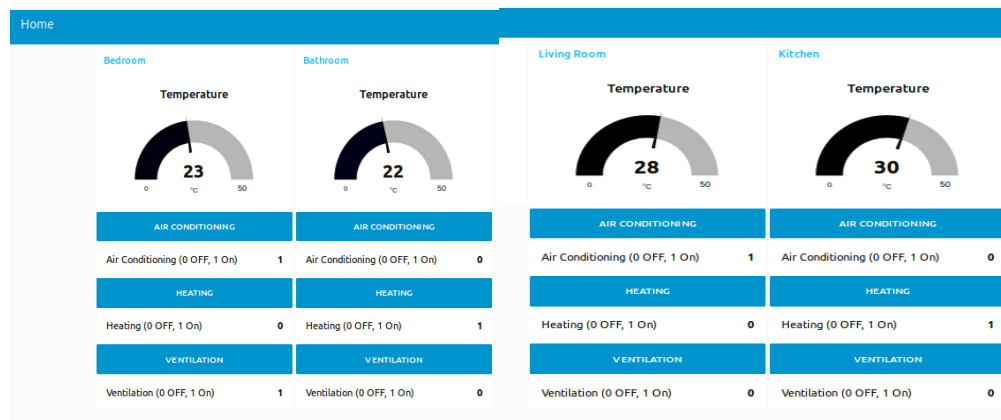 Home
Bedroom
Temperature
23
0 °C 50
AIR CONDITIONING
Air Conditioning (0 OFF, 1 On) 1
HEATING
Heating (0 OFF, 1 On) 0
VENTILATION
Ventilation (0 OFF, 1 On) 1
Bathroom
Temperature
22
0 °C 50
AIR CONDITIONING
Air Conditioning (0 OFF, 1 On) 0
HEATING
Heating (0 OFF, 1 On) 1
VENTILATION
Ventilation (0 OFF, 1 On) 0
Living Room
Temperature
28
0 °C 50
AIR CONDITIONING
Air Conditioning (0 OFF, 1 On) 1
HEATING
Heating (0 OFF, 1 On) 0
VENTILATION
Ventilation (0 OFF, 1 On) 0
Kitchen
Temperature
30
0 °C 50
AIR CONDITIONING
Air Conditioning (0 OFF, 1 On) 0
HEATING
Heating (0 OFF, 1 On) 1
VENTILATION
Ventilation (0 OFF, 1 On) 0